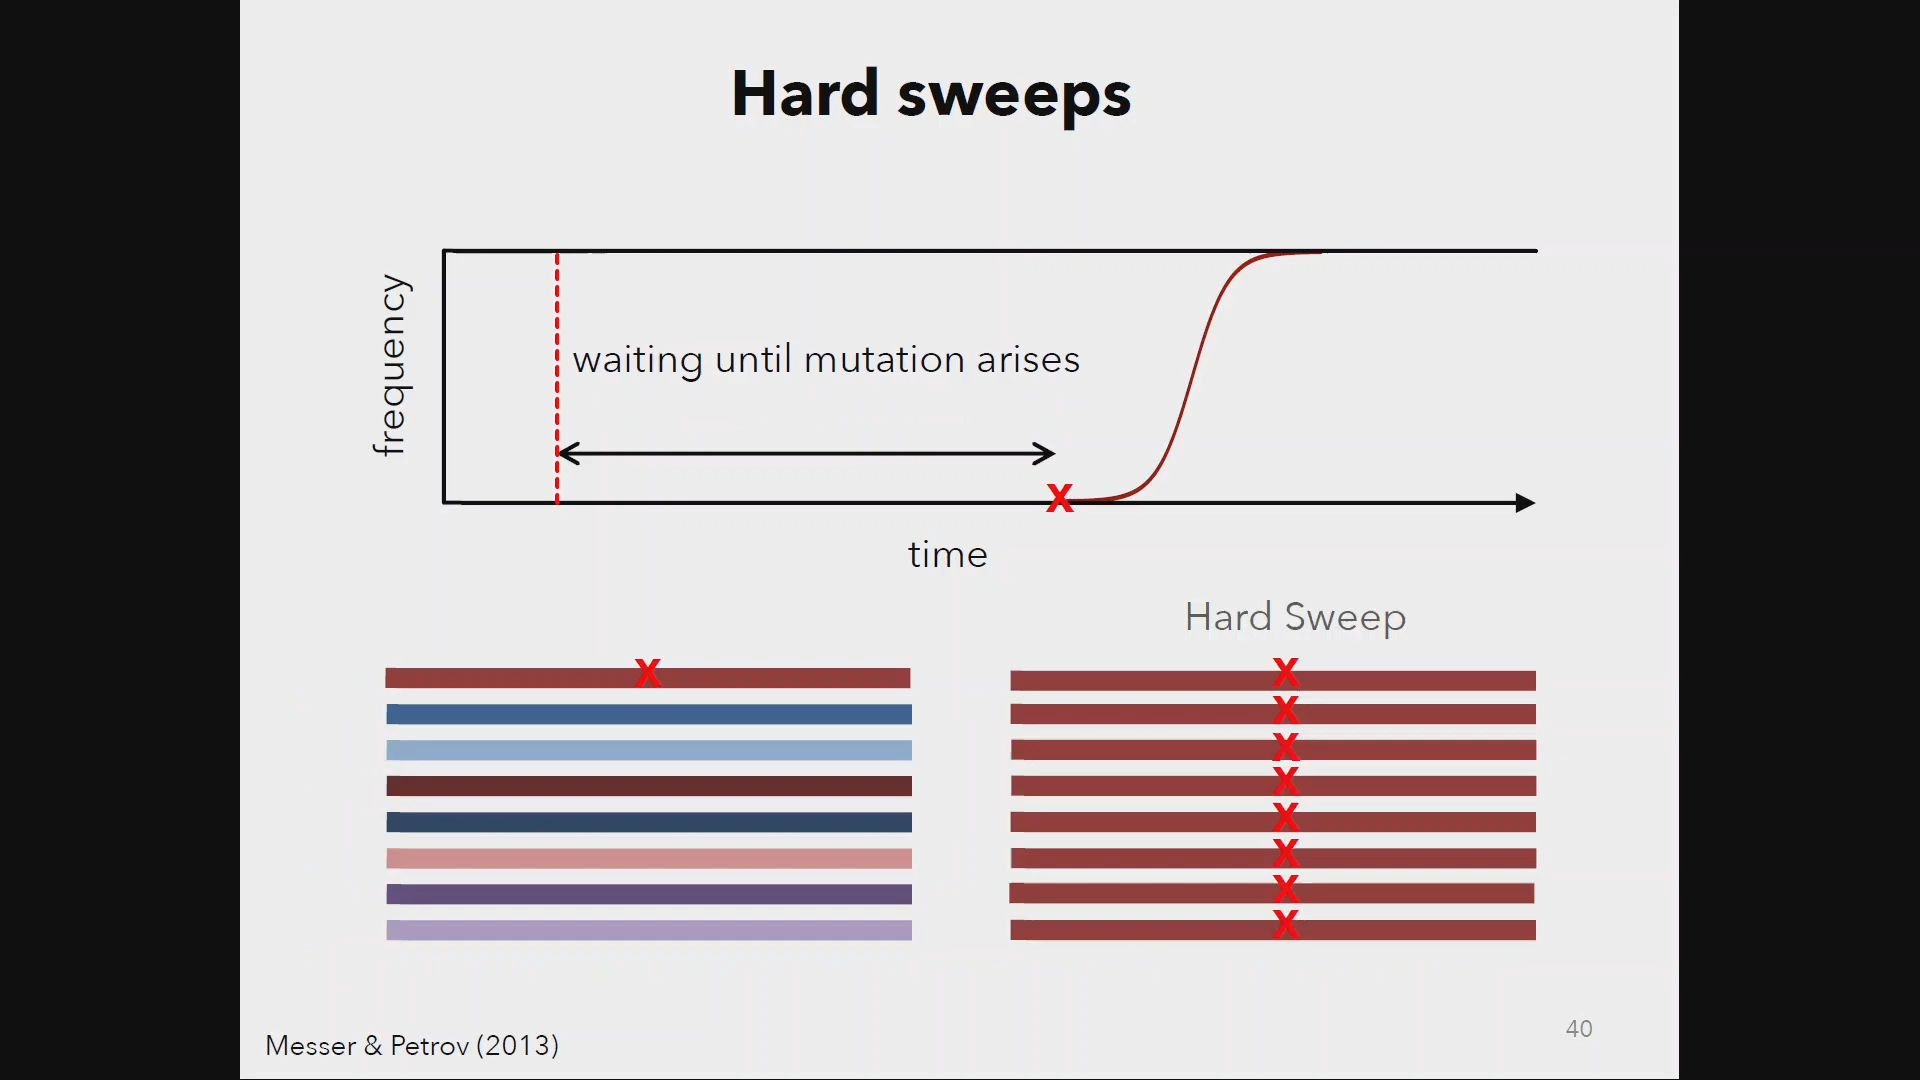 Hard sweeps
frequency
waiting until mutation arises
X
time
Hard Sweep
X
X
X
X
X
X
X
X
X
Messer & Petrov (2013)
40